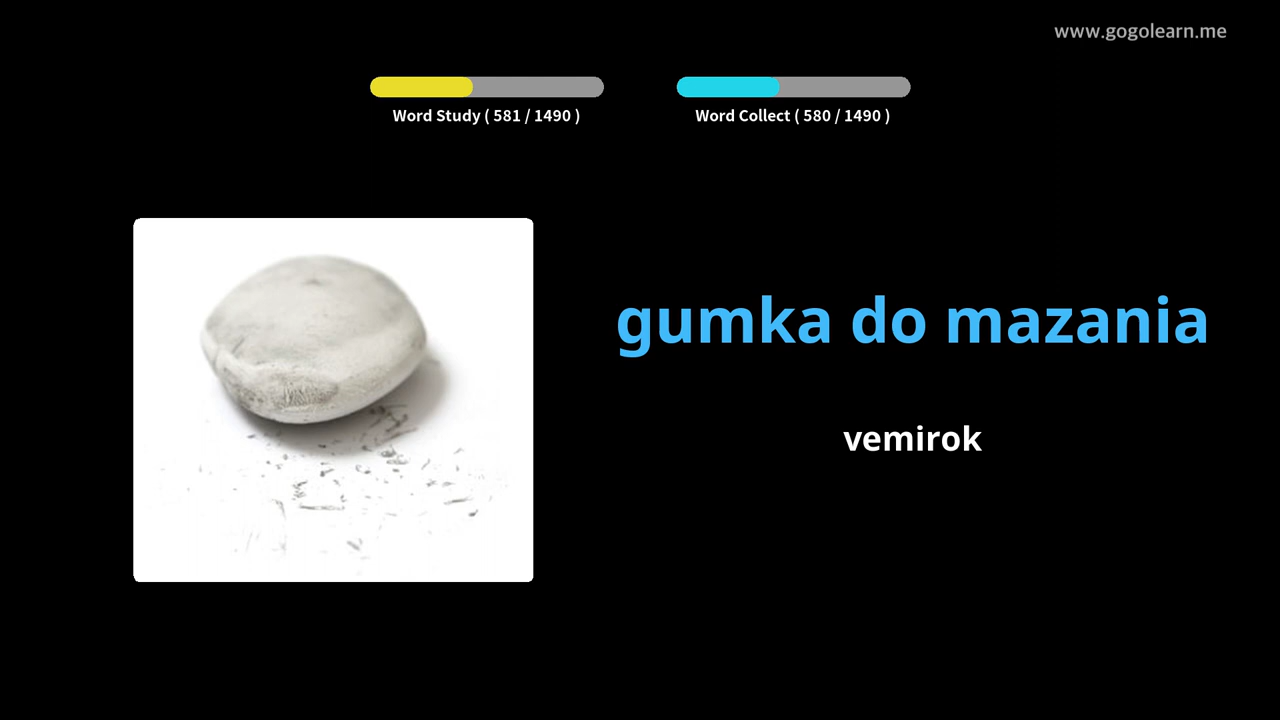 www.gogolearn.me
Word Study ( 581 / 1490 )
Word Collect ( 580 / 1490 )
gumka do mazania
vemirok